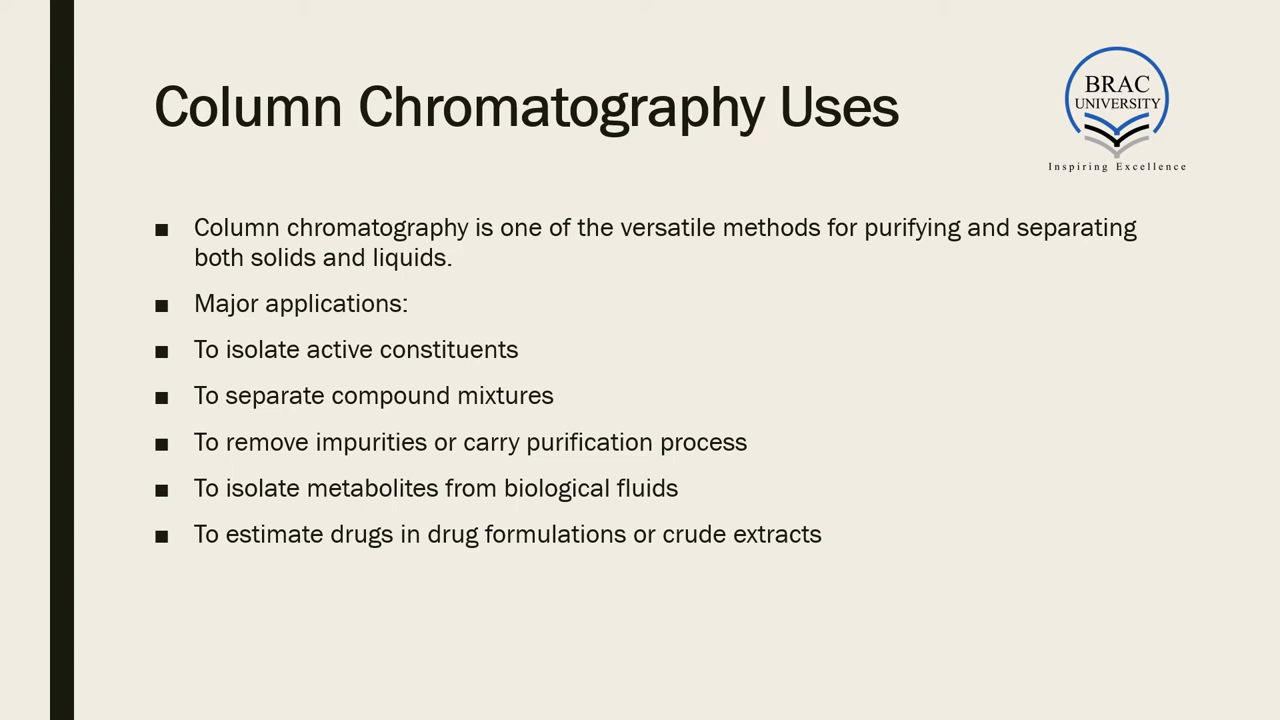 Column Chromatography Uses
BRAC
UNIVERSITY
Inspiring Excellence
■ Column chromatography is one of the versatile methods for purifying and separating
both solids and liquids.
■ Major applications:
■ To isolate active constituents
■ To separate compound mixtures
■ To remove impurities or carry purification process
■ To isolate metabolites from biological fluids
■ To estimate drugs in drug formulations or crude extracts